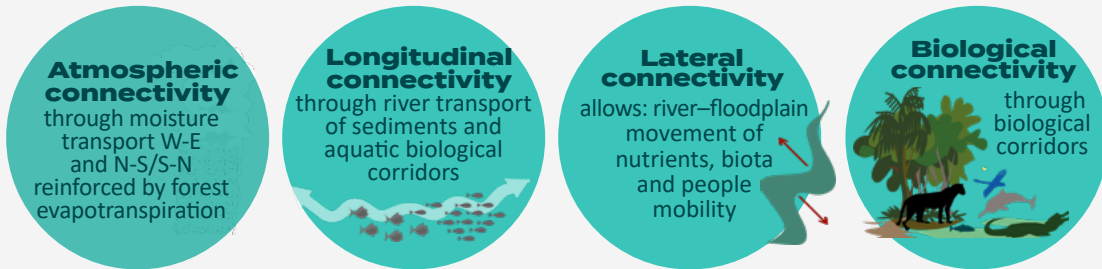 Atmospheric
connectivity
through moisture
transport W-E
and N-S/S-N
reinforced by forest
evapotranspiration
Longitudinal
connectivity
through river transport
of sediments and
aquatic biological
corridors
Lateral
connectivity
allows: river–floodplain
movement of
nutrients, biota
and people
mobility
Biological
connectivity
through
biological
corridors